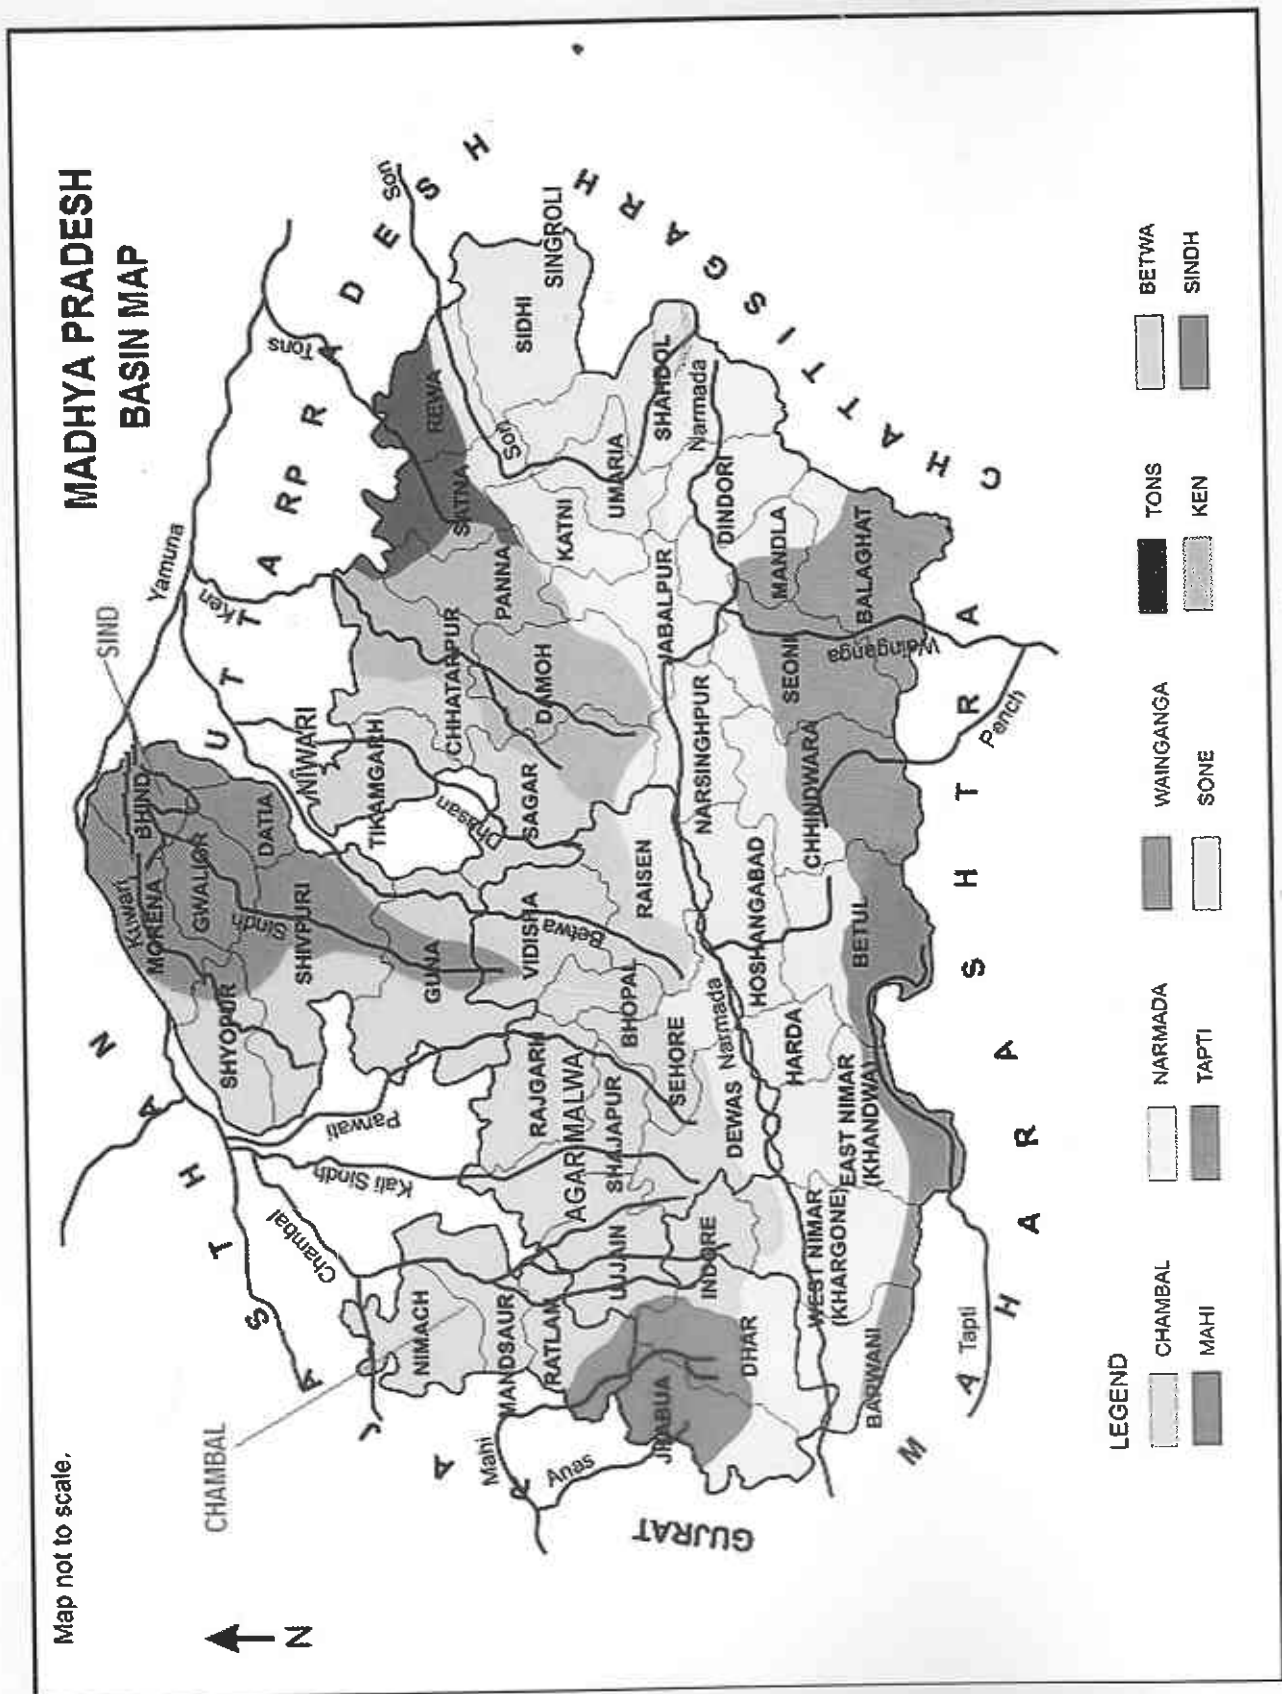 Map not to scale.
MADHYA PRADESH
BASIN MAP
N
CHAMBAL
SIND
RAJASTHAN
UTTARPRADESH
CHATTISGARH
MAHARASHTRA
GUJRAT
Yamuna
Ken
Tons
Son
Son
Kuwari
Sindh
Betwa
Dhasan
Parwati
Kali Sindh
Chambal
Mahi
Anas
Narmada
Narmada
Tapti
Wainganga
Pench
BHIND
MORENA
GWALIOR
DATIA
SHYOPUR
SHIVPURI
GUNA
NIWARI
TIKAMGARH
CHHATARPUR
PANNA
SATNA
REWA
SIDHI
SINGROLI
SHAHDOL
UMARIA
KATNI
DAMOH
SAGAR
VIDISHA
RAISEN
BHOPAL
RAJGARH
AGARMALWA
SHAJAPUR
SEHORE
DEWAS
UJJAIN
INDORE
NIMACH
MANDSAUR
RATLAM
JHABUA
DHAR
BARWANI
WEST NIMAR
(KHARGONE)
EAST NIMAR
(KHANDWA)
HARDA
HOSHANGABAD
BETUL
NARSINGHPUR
CHHINDWARA
JABALPUR
SEONI
MANDLA
DINDORI
BALAGHAT
LEGEND
CHAMBAL
NARMADA
WAINGANGA
TONS
BETWA
MAHI
TAPTI
SONE
KEN
SINDH